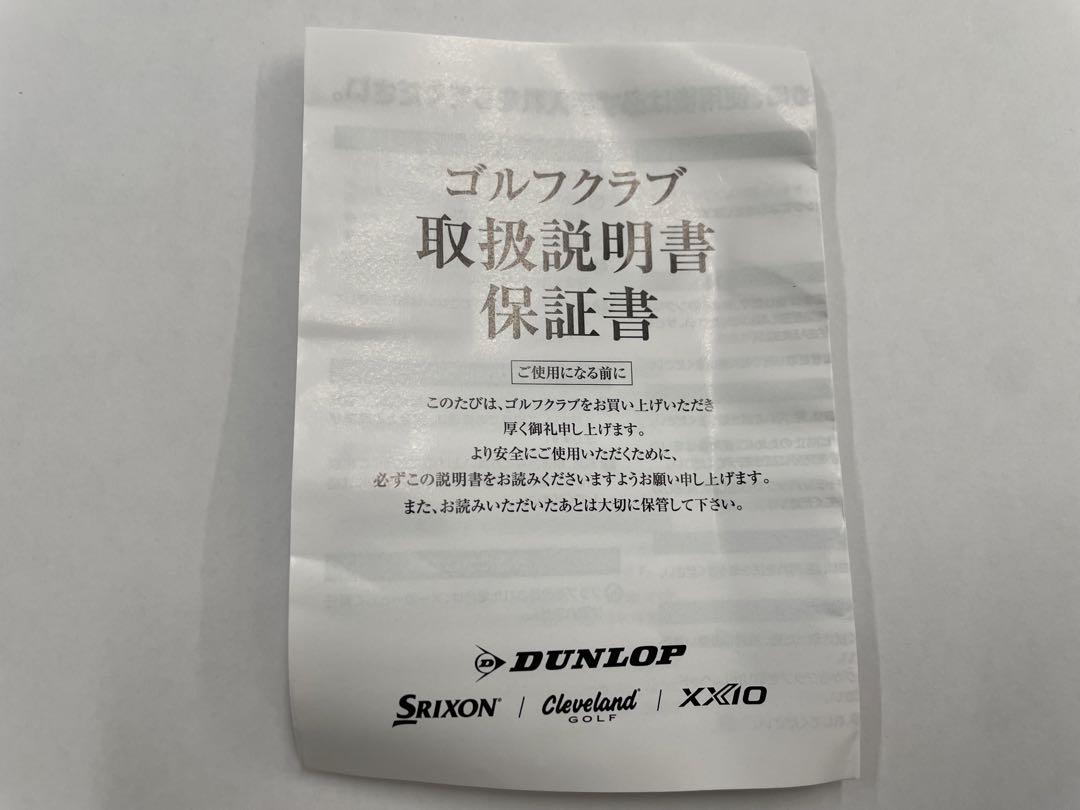 ゴルフクラブ
取扱説明書
保証書
ご使用になる前に
このたびは、ゴルフクラブをお買い上げいただき
厚く御礼申し上げます。
より安全にご使用いただくために、
必ずこの説明書をお読みくださいますようお願い申し上げます。
また、お読みいただいたあとは大切に保管して下さい。
DUNLOP
SRIXON / Cleveland GOLF / XXIO